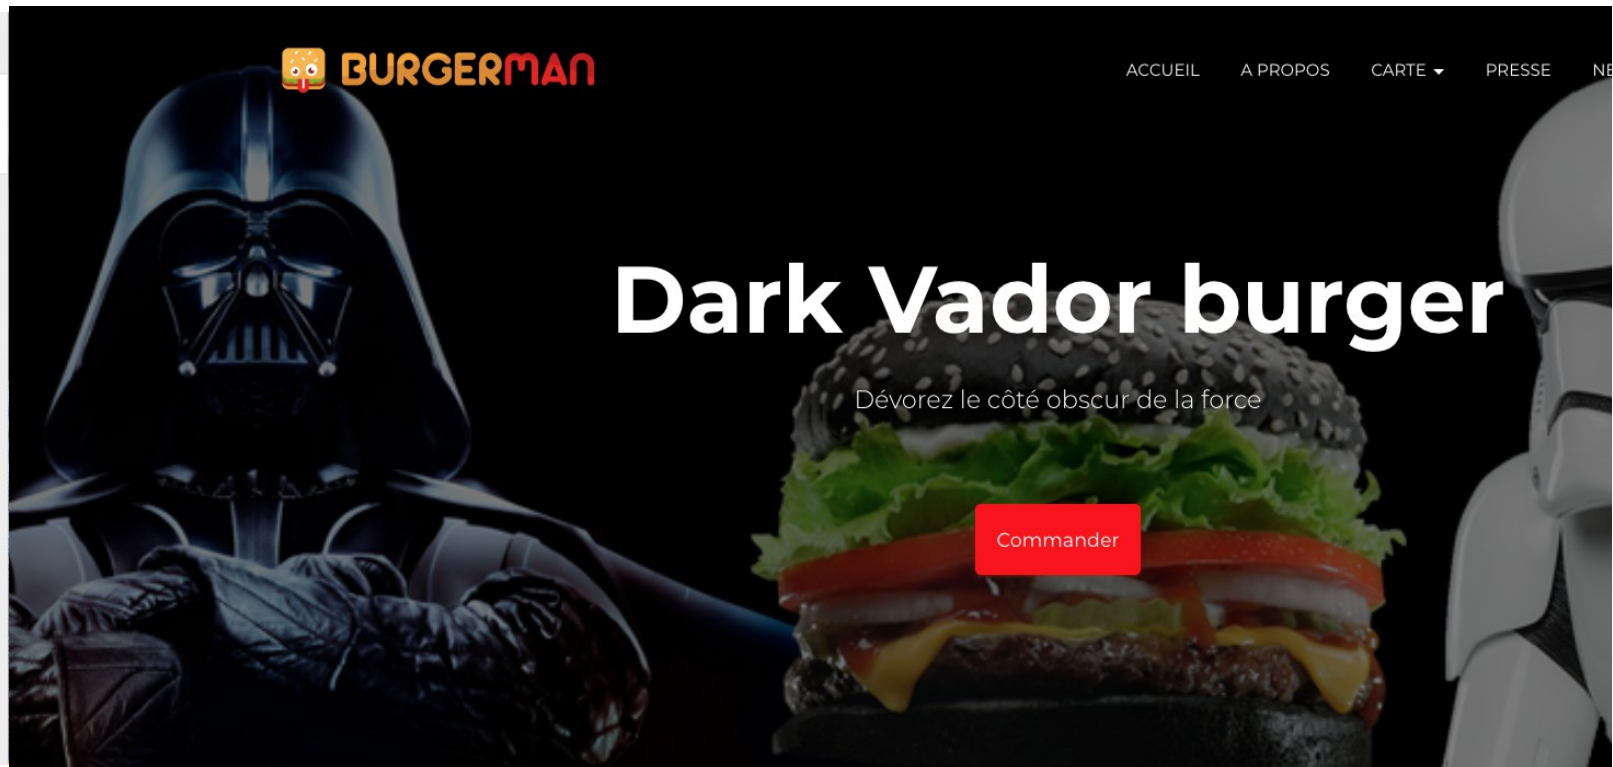 BURGERMAN
ACCUEIL A PROPOS CARTE PRESSE
Dark Vador burger
Dévorez le côté obscur de la force
Commander